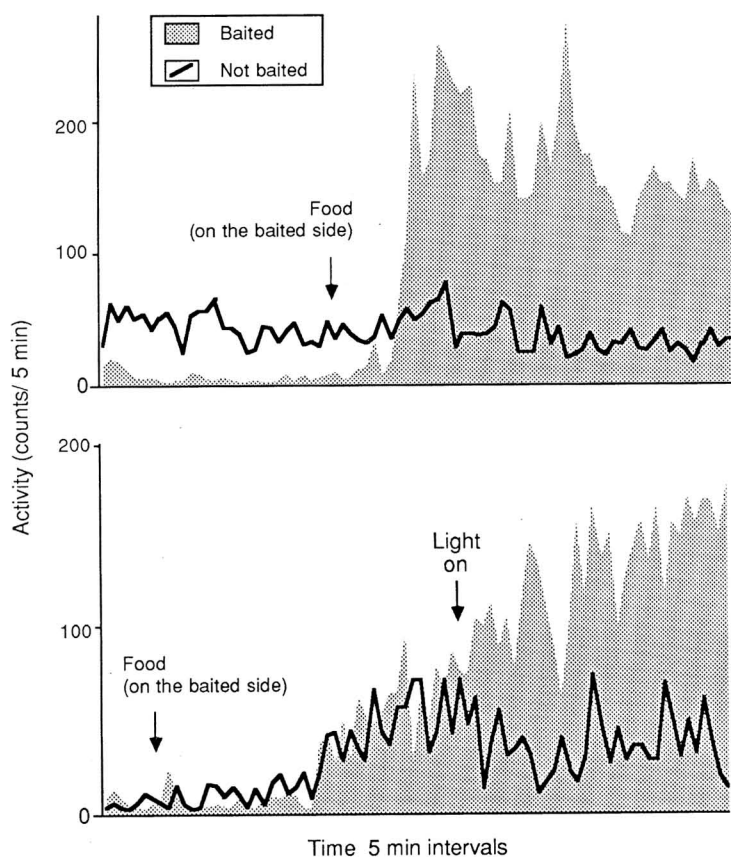 Baited
Not baited
200
100
0
Food
(on the baited side)
Activity (counts/ 5 min)
200
100
0
Light
on
Food
(on the baited side)
Time 5 min intervals